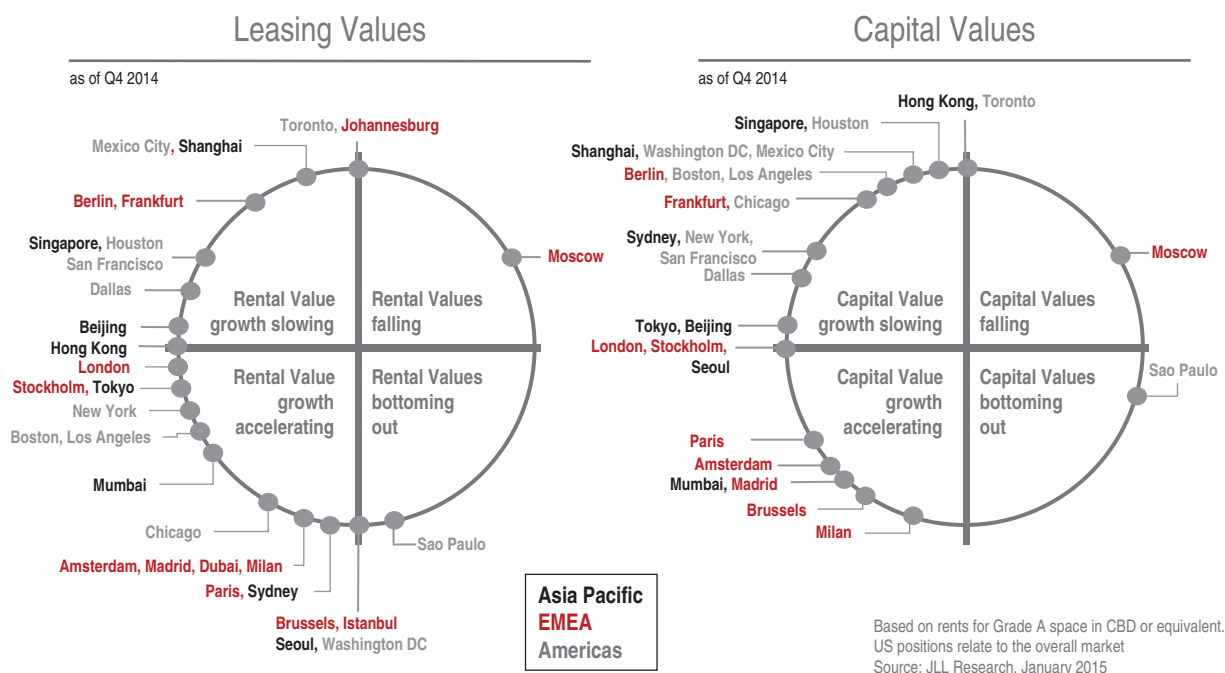 Leasing Values
as of Q4 2014
Toronto, Johannesburg
Mexico City, Shanghai
Berlin, Frankfurt
Singapore, Houston
San Francisco
Dallas
Beijing
Hong Kong
London
Stockholm, Tokyo
New York
Boston, Los Angeles
Mumbai
Chicago
Amsterdam, Madrid, Dubai, Milan
Paris, Sydney
Brussels, Istanbul
Seoul, Washington DC
Sao Paulo
Moscow
Rental Value
growth slowing
Rental Values
falling
Rental Value
growth
accelerating
Rental Values
bottoming
out
Capital Values
as of Q4 2014
Hong Kong, Toronto
Singapore, Houston
Shanghai, Washington DC, Mexico City
Berlin, Boston, Los Angeles
Frankfurt, Chicago
Sydney, New York,
San Francisco
Dallas
Tokyo, Beijing
London, Stockholm,
Seoul
Paris
Amsterdam
Mumbai, Madrid
Brussels
Milan
Moscow
Sao Paulo
Capital Value
growth slowing
Capital Values
falling
Capital Value
growth
accelerating
Capital Values
bottoming
out
Asia Pacific
EMEA
Americas
Based on rents for Grade A space in CBD or equivalent.
US positions relate to the overall market
Source: JLL Research, January 2015